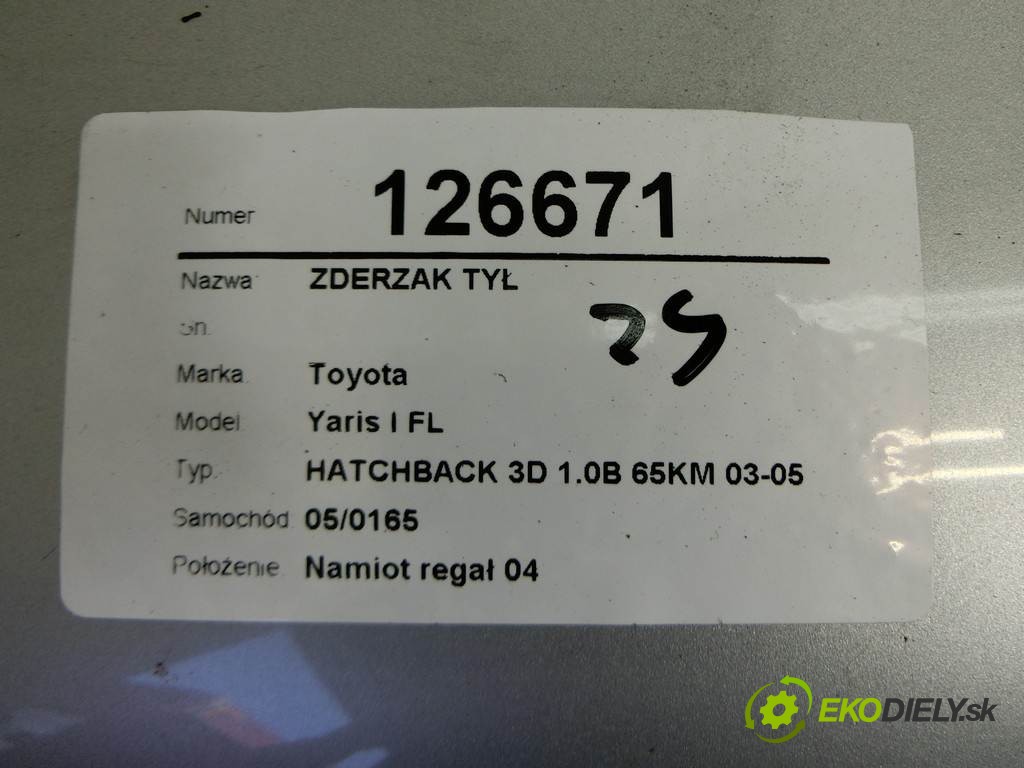 Numer 126671
Nazwa ZDERZAK TYŁ
Sn.
Marka Toyota
Model Yaris I FL
Typ. HATCHBACK 3D 1.0B 65KM 03-05
Samochód 05/0165
Położenie Namiot regał 04
EKODIELY.sk